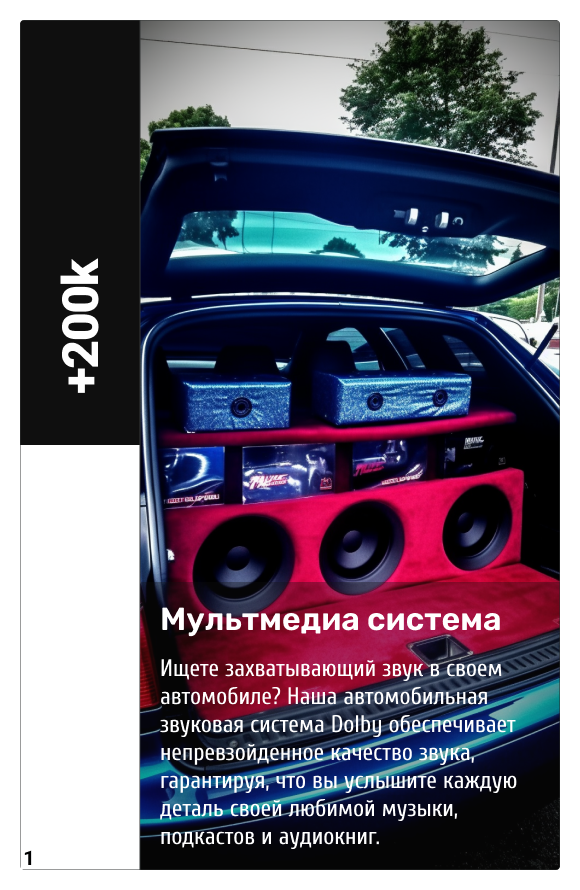 +200k
Мультмедиа система
Ищете захватывающий звук в своем
автомобиле? Наша автомобильная
звуковая система Dolby обеспечивает
непревзойденное качество звука,
гарантируя, что вы услышите каждую
деталь своей любимой музыки,
подкастов и аудиокниг.
1